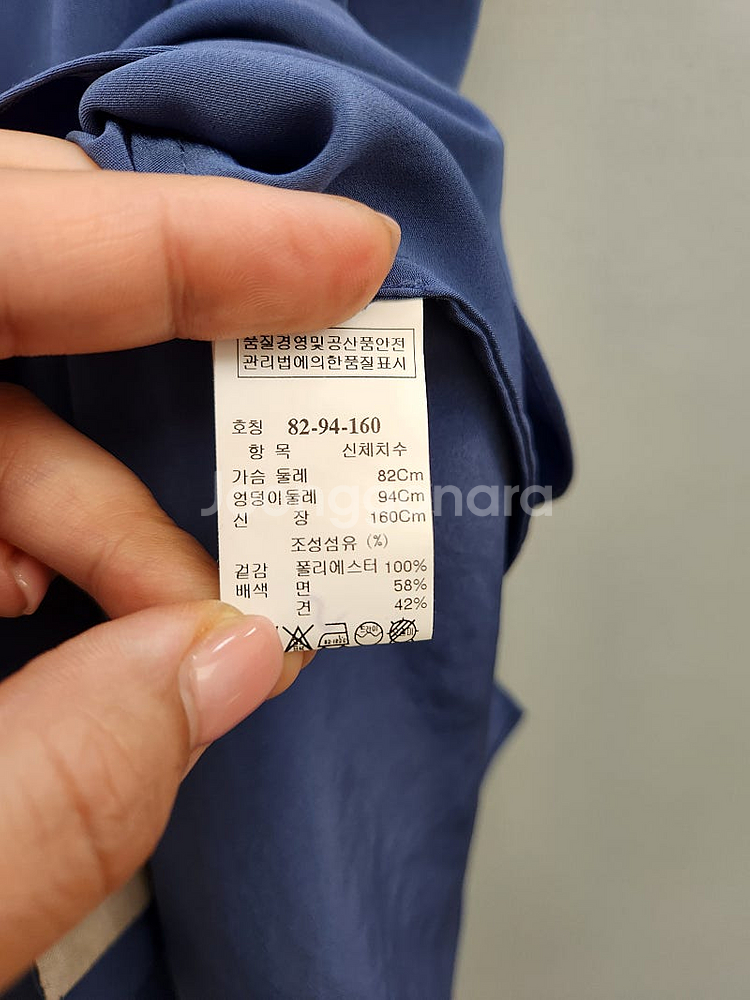 품질경영및공산품안전
관리법에의한품질표시
호칭 82-94-160
항 목 신체치수
가슴 둘레 82Cm
엉덩이둘레 94Cm
신 장 160Cm
조성섬유 (%)
겉감 폴리에스터 100%
배색 면 58%
견 42%
드라이